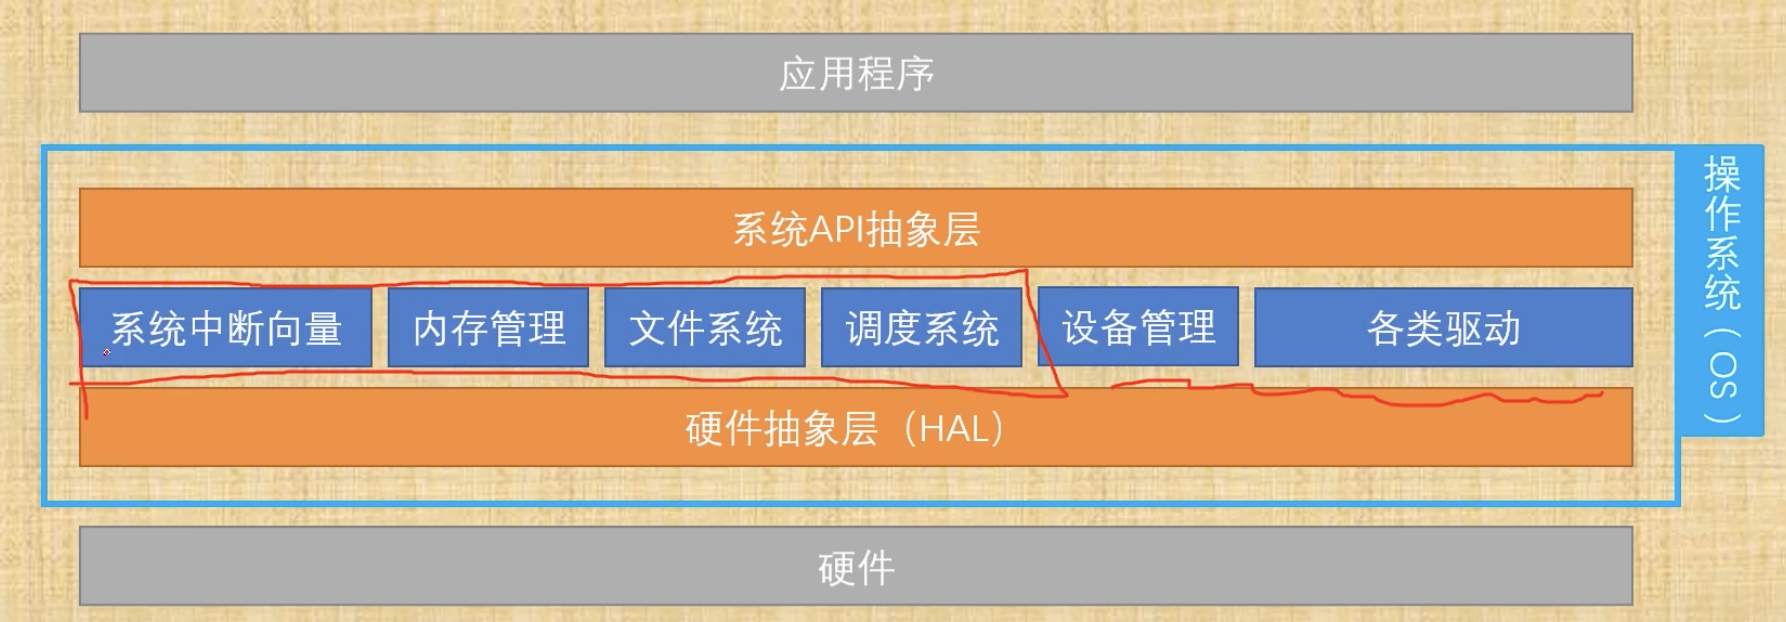 应用程序
系统API抽象层
系统中断向量
内存管理
文件系统
调度系统
设备管理
各类驱动
硬件抽象层（HAL）
硬件
操作系统（OS）